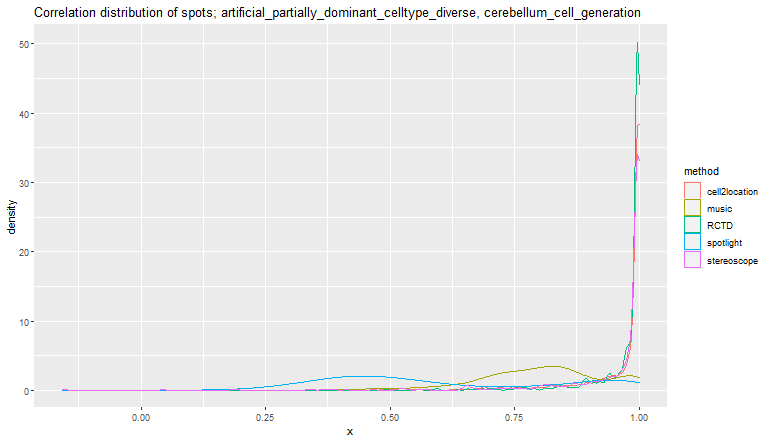 Correlation distribution of spots; artificial_partially_dominant_celltype_diverse, cerebellum_cell_generation
50
40
30
20
10
0
density
0.00 0.25 0.50 0.75 1.00
x
method
cell2location
music
RCTD
spotlight
stereoscope